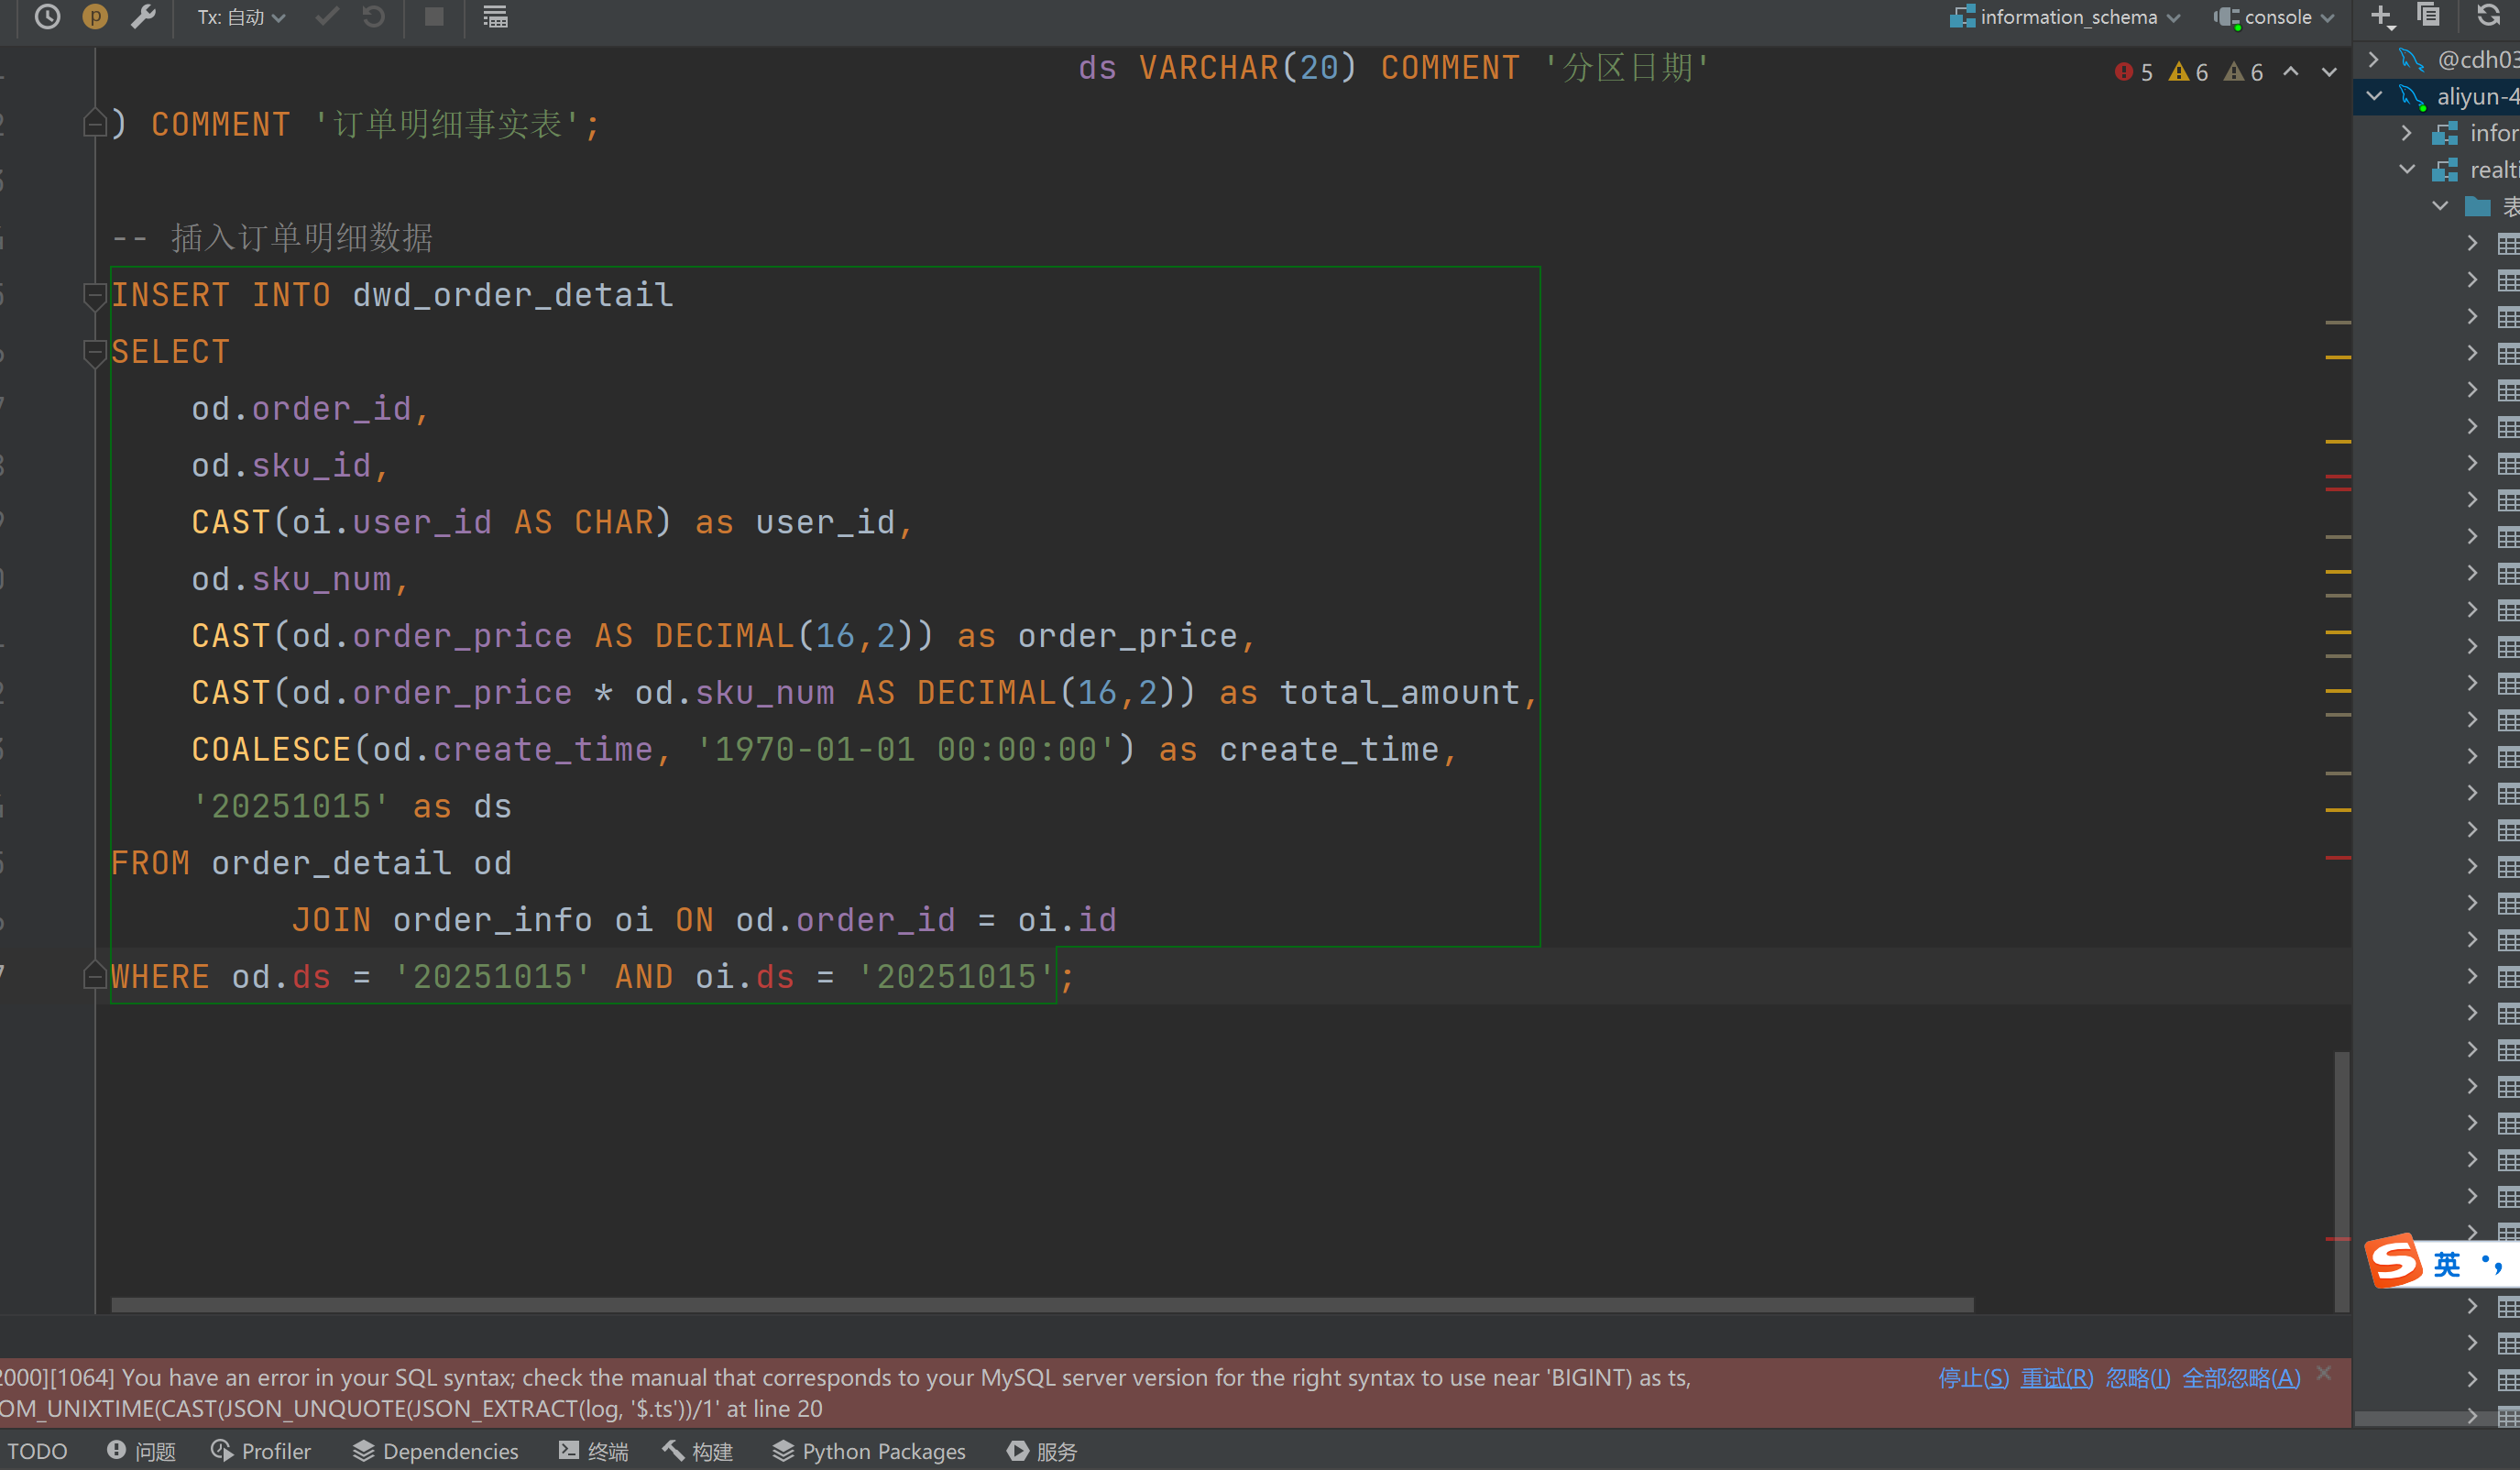 Tx: 自动
information_schema
console
ds VARCHAR(20) COMMENT '分区日期'
5 6 6
) COMMENT '订单明细事实表';
-- 插入订单明细数据
INSERT INTO dwd_order_detail
SELECT
od.order_id,
od.sku_id,
CAST(oi.user_id AS CHAR) as user_id,
od.sku_num,
CAST(od.order_price AS DECIMAL(16,2)) as order_price,
CAST(od.order_price * od.sku_num AS DECIMAL(16,2)) as total_amount,
COALESCE(od.create_time, '1970-01-01 00:00:00') as create_time,
'20251015' as ds
FROM order_detail od
JOIN order_info oi ON od.order_id = oi.id
WHERE od.ds = '20251015' AND oi.ds = '20251015';
@cdh03
aliyun-4
infor
realti
表
英
2000][1064] You have an error in your SQL syntax; check the manual that corresponds to your MySQL server version for the right syntax to use near 'BIGINT) as ts,
OM_UNIXTIME(CAST(JSON_UNQUOTE(JSON_EXTRACT(log, '$.ts'))/1' at line 20
停止(S) 重试(R) 忽略(I) 全部忽略(A)
TODO 问题 Profiler Dependencies 终端 构建 Python Packages 服务